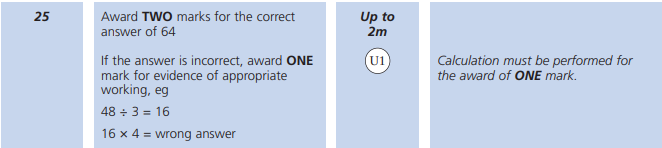 25
Award TWO marks for the correct
answer of 64
If the answer is incorrect, award ONE
mark for evidence of appropriate
working, eg
48 ÷ 3 = 16
16 × 4 = wrong answer
Up to
2m
U1
Calculation must be performed for
the award of ONE mark.